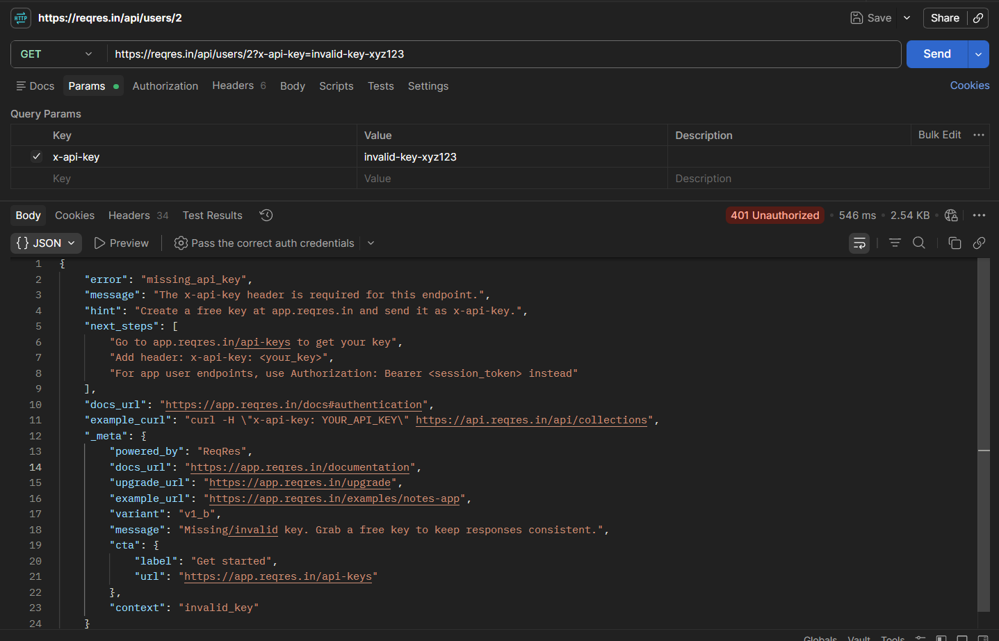 HTTP https://reqres.in/api/users/2 Save Share
GET https://reqres.in/api/users/2?x-api-key=invalid-key-xyz123 Send
Docs Params Authorization Headers 6 Body Scripts Tests Settings Cookies
Query Params
Key Value Description Bulk Edit
x-api-key invalid-key-xyz123
Key Value Description
Body Cookies Headers 34 Test Results 401 Unauthorized • 546 ms • 2.54 KB •
{ } JSON Preview Pass the correct auth credentials
1 {
2 "error": "missing_api_key",
3 "message": "The x-api-key header is required for this endpoint.",
4 "hint": "Create a free key at app.reqres.in and send it as x-api-key.",
5 "next_steps": [
6 "Go to app.reqres.in/api-keys to get your key",
7 "Add header: x-api-key: <your_key>",
8 "For app user endpoints, use Authorization: Bearer <session_token> instead"
9 ],
10 "docs_url": "https://app.reqres.in/docs#authentication",
11 "example_curl": "curl -H \"x-api-key: YOUR_API_KEY\" https://api.reqres.in/api/collections",
12 "_meta": {
13 "powered_by": "ReqRes",
14 "docs_url": "https://app.reqres.in/documentation",
15 "upgrade_url": "https://app.reqres.in/upgrade",
16 "example_url": "https://app.reqres.in/examples/notes-app",
17 "variant": "v1_b",
18 "message": "Missing/invalid key. Grab a free key to keep responses consistent.",
19 "cta": {
20 "label": "Get started",
21 "url": "https://app.reqres.in/api-keys"
22 },
23 "context": "invalid_key"
24 }
Globals Vault Tools